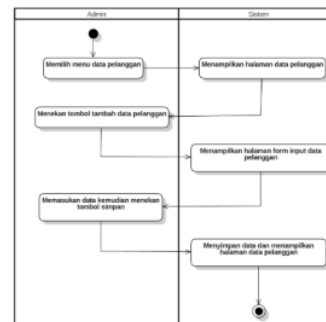 Admin
Sistem
Memilih menu data pelanggan
Menampilkan halaman data pelanggan
Menekan tombol tambah data pelanggan
Menampilkan halaman form input data
pelanggan
Memasukan data kemudian menekan
tombol simpan
Menyimpan data dan menampilkan
halaman data pelanggan